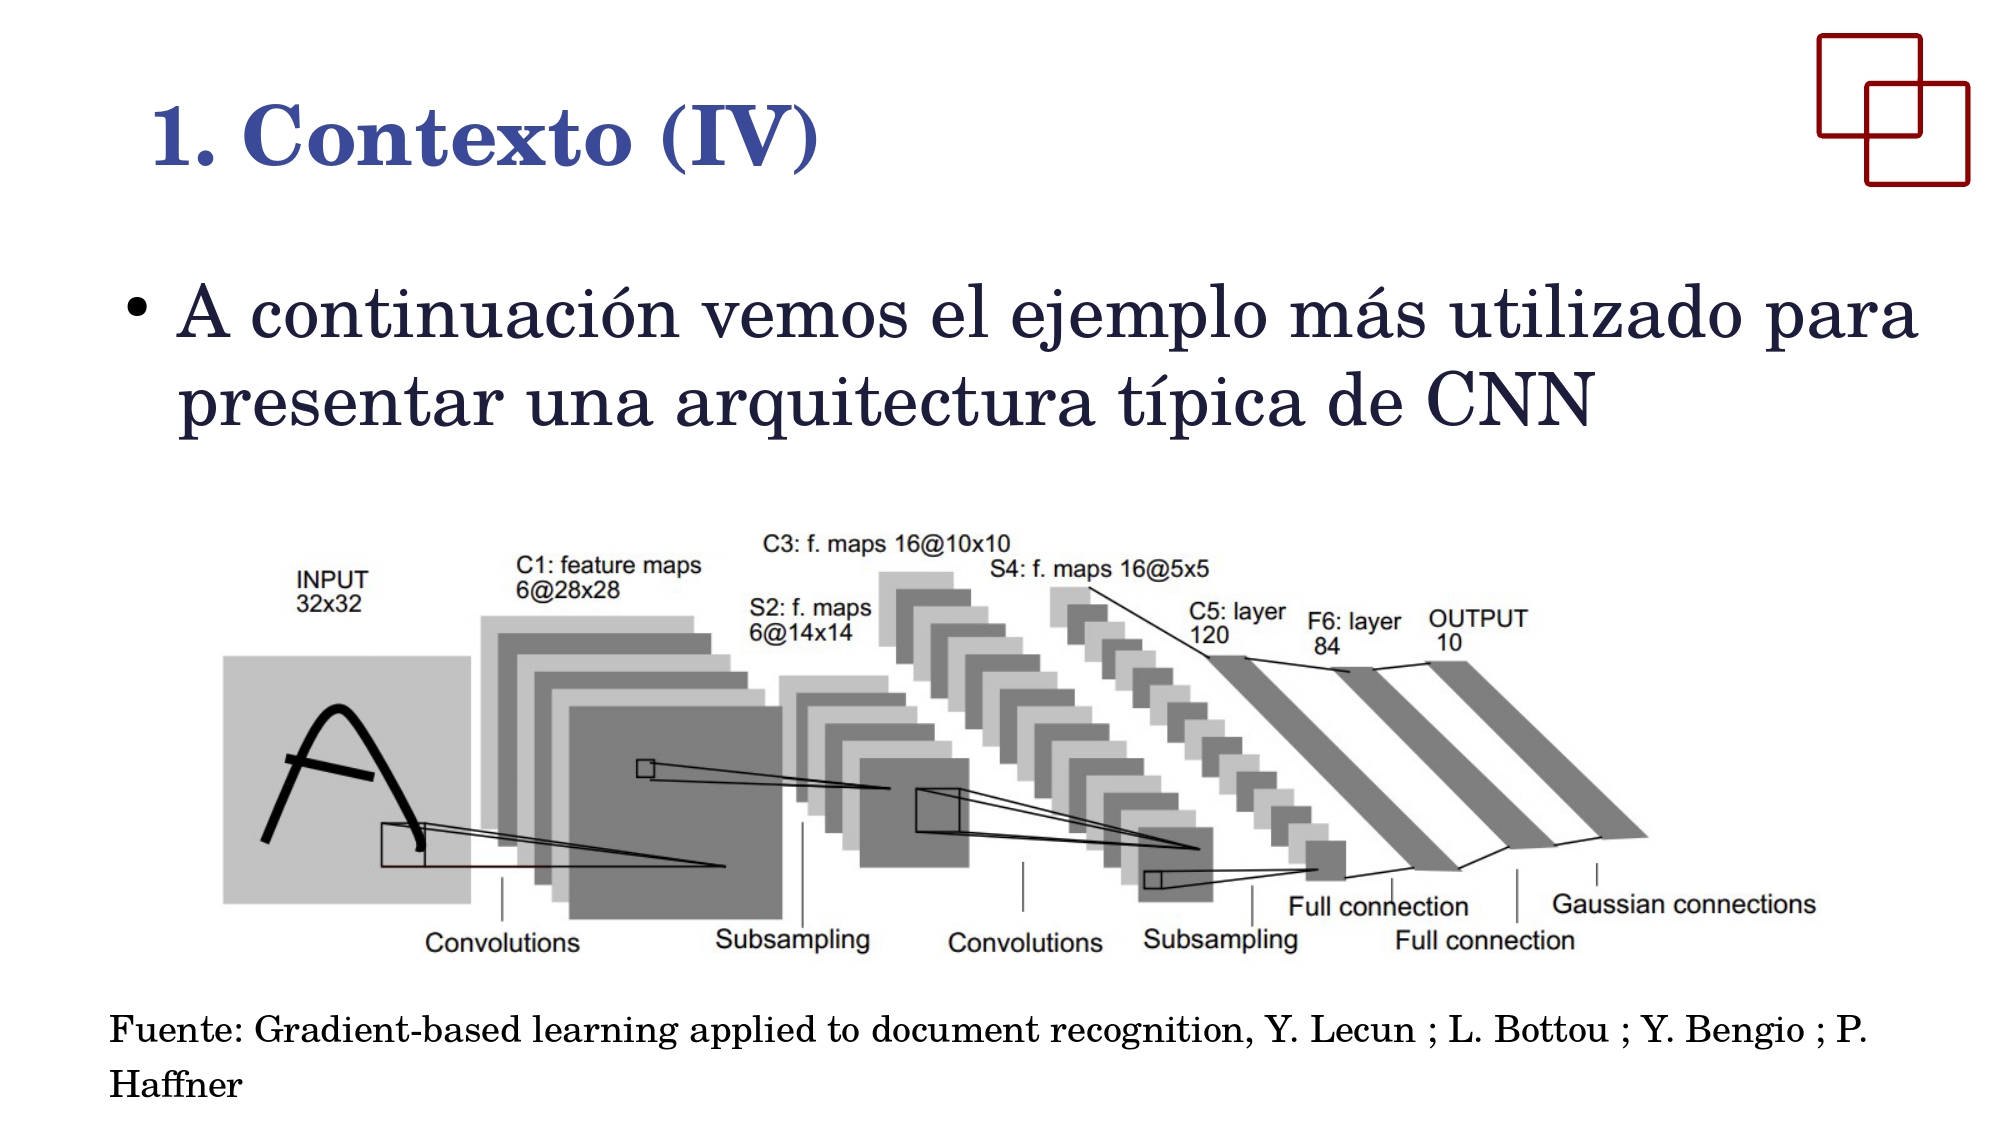 1. Contexto (IV)
• A continuación vemos el ejemplo más utilizado para
presentar una arquitectura típica de CNN
INPUT
32x32
C1: feature maps
6@28x28
S2: f. maps
6@14x14
C3: f. maps 16@10x10
S4: f. maps 16@5x5
C5: layer
120
F6: layer
84
OUTPUT
10
Convolutions
Subsampling
Convolutions
Subsampling
Full connection
Full connection
Gaussian connections
Fuente: Gradient-based learning applied to document recognition, Y. Lecun ; L. Bottou ; Y. Bengio ; P.
Haffner